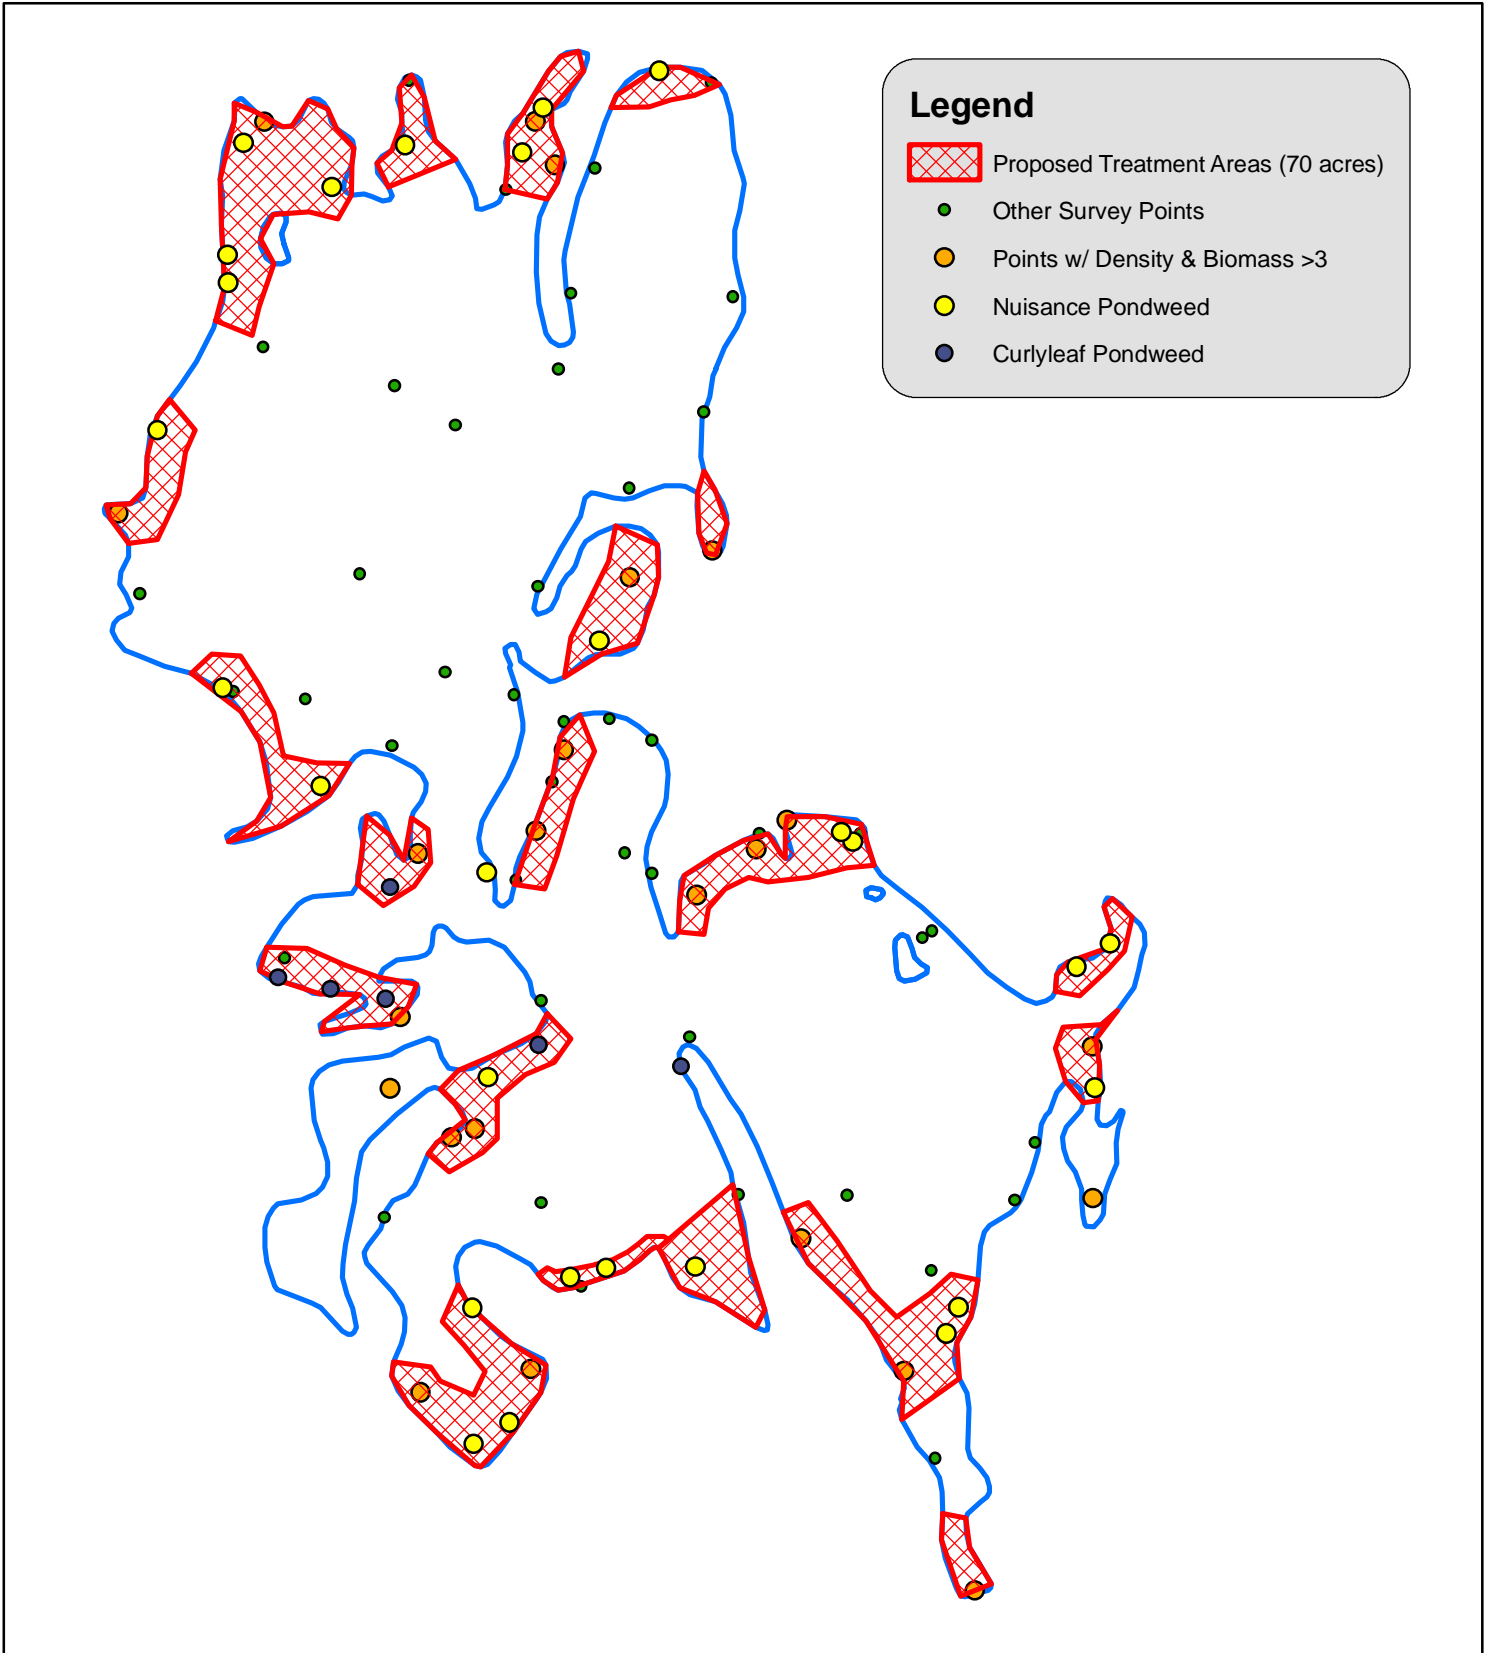 Legend
Proposed Treatment Areas (70 acres)
Other Survey Points
Points w/ Density & Biomass >3
Nuisance Pondweed
Curlyleaf Pondweed